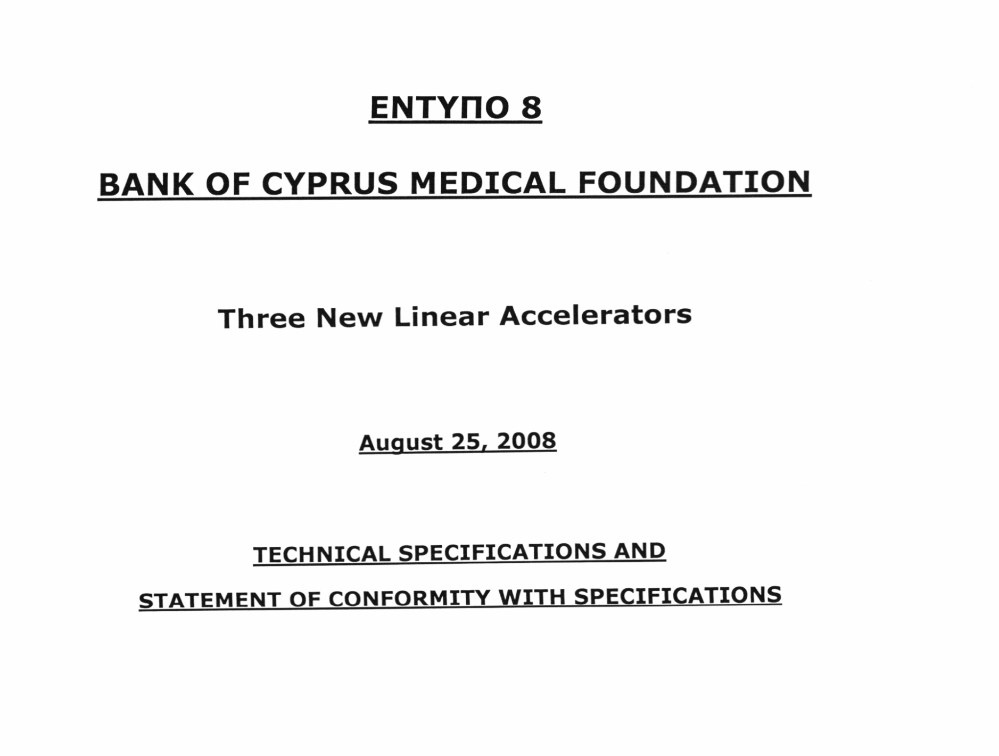 ΕΝΤΥΠΟ 8
BANK OF CYPRUS MEDICAL FOUNDATION
Three New Linear Accelerators
August 25, 2008
TECHNICAL SPECIFICATIONS AND
STATEMENT OF CONFORMITY WITH SPECIFICATIONS